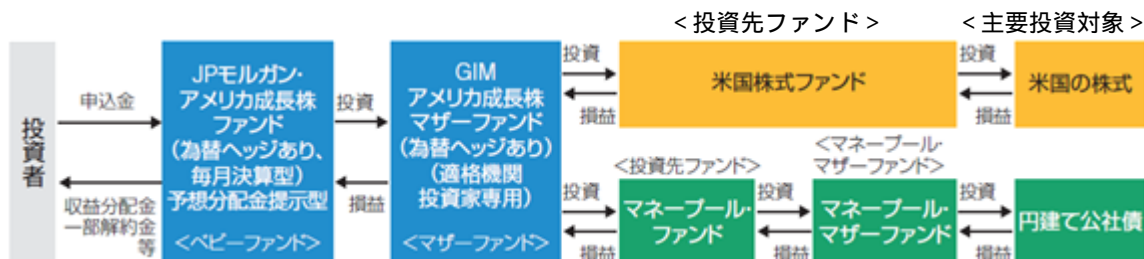 <投資先ファンド>
<主要投資対象>
投資者
申込金
収益分配金
一部解約金
等
JPモルガン・
アメリカ成長株
ファンド
(為替ヘッジあり、
毎月決算型)
予想分配金提示型
<ベビーファンド>
投資
損益
GIM
アメリカ成長株
マザーファンド
(為替ヘッジあり)
(適格機関
投資家専用)
<マザーファンド>
投資
損益
米国株式ファンド
投資
損益
米国の株式
投資
損益
<投資先ファンド>
マネープール・
ファンド
投資
損益
<マネープール・
マザーファンド>
マネープール・
マザーファンド
投資
損益
円建て公社債